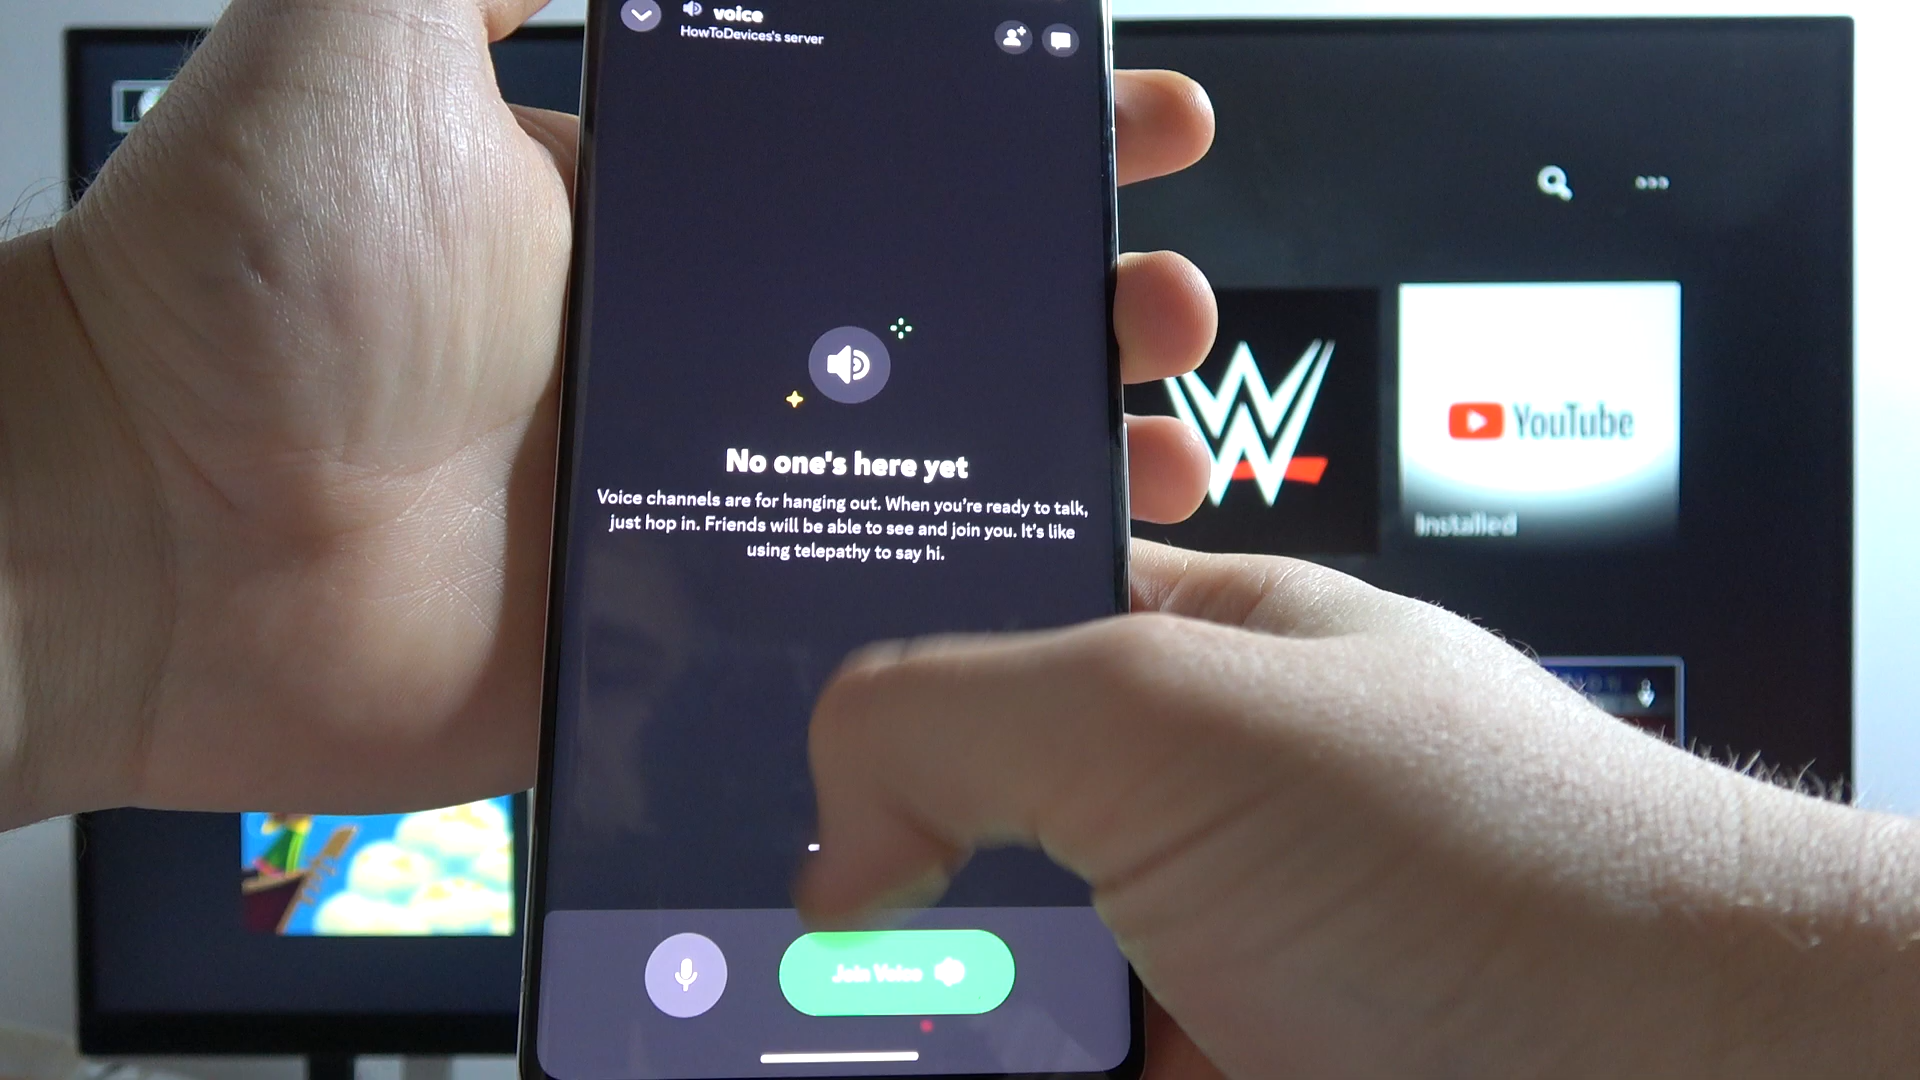 voice
HowToDevices's server
No one's here yet
Voice channels are for hanging out. When you're ready to talk,
just hop in. Friends will be able to see and join you. It's like
using telepathy to say hi.
Join Voice
W
YouTube
Installed